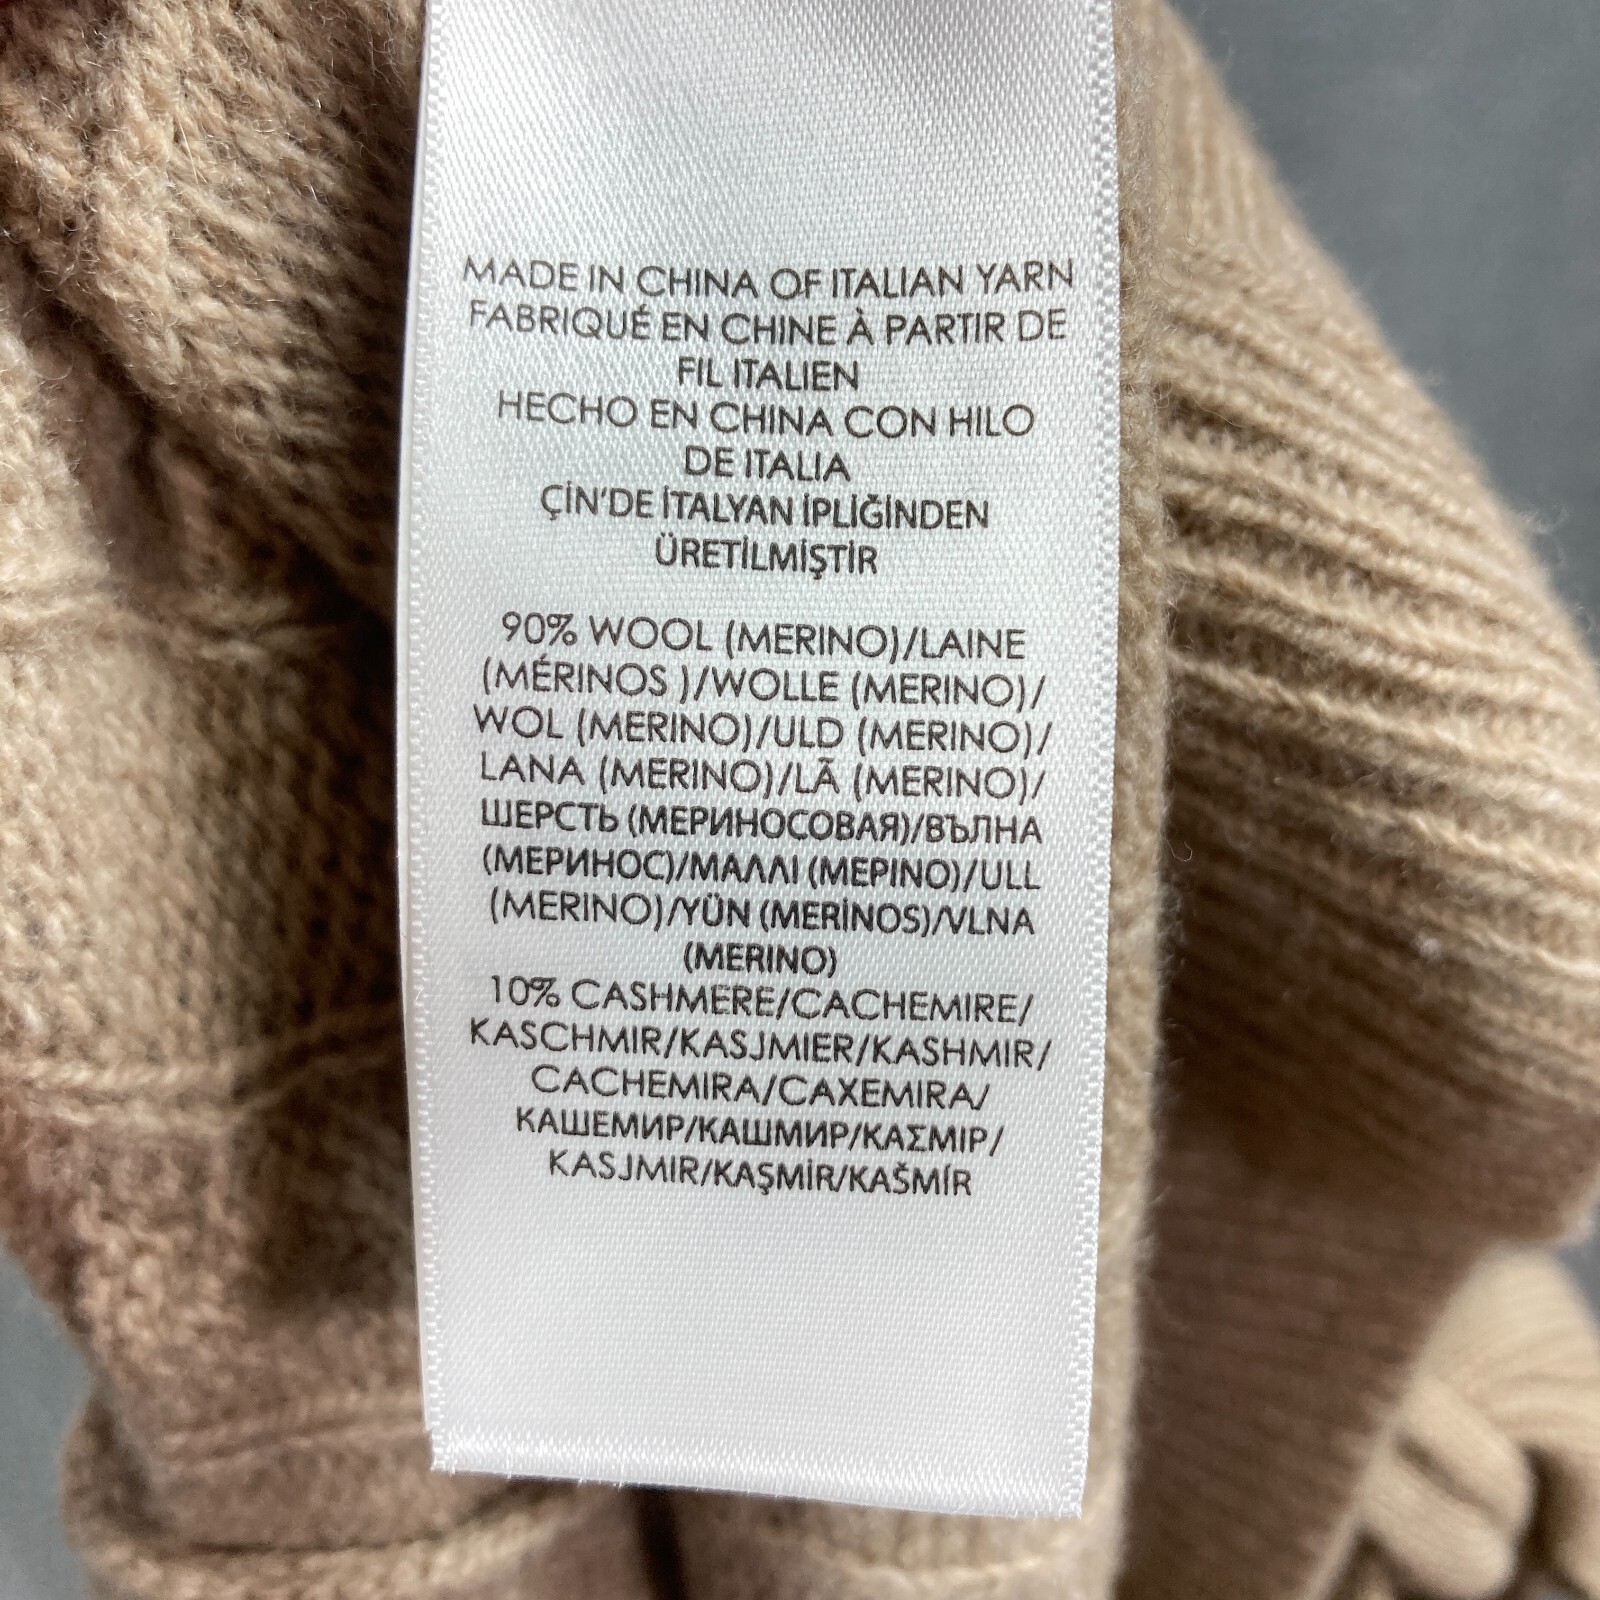 MADE IN CHINA OF ITALIAN YARN
FABRIQUÉ EN CHINE À PARTIR DE
FIL ITALIEN
HECHO EN CHINA CON HILO
DE ITALIA
ÇİN'DE İTALYAN İPLİĞİNDEN
ÜRETİLMİŞTİR
90% WOOL (MERINO)/LAINE
(MÉRINOS )/WOLLE (MERINO)/
WOL (MERINO)/ULD (MERINO)/
LANA (MERINO)/LÃ (MERINO)/
ШЕРСТЬ (МЕРИНОСОВАЯ)/ВЪЛНА
(МЕРИНОС)/ΜΑΛΛΙ (ΜΕΡΙΝΟ)/ULL
(MERINO)/YÜN (MERİNOS)/VLNA
(MERINO)
10% CASHMERE/CACHEMIRE/
KASCHMIR/KASJMIER/KASHMIR/
CACHEMIRA/CAXEMIRA/
КАШЕМИР/КАШМИР/ΚΑΣΜΙΡ/
KASJMIR/KAŞMİR/KAŠMÍR